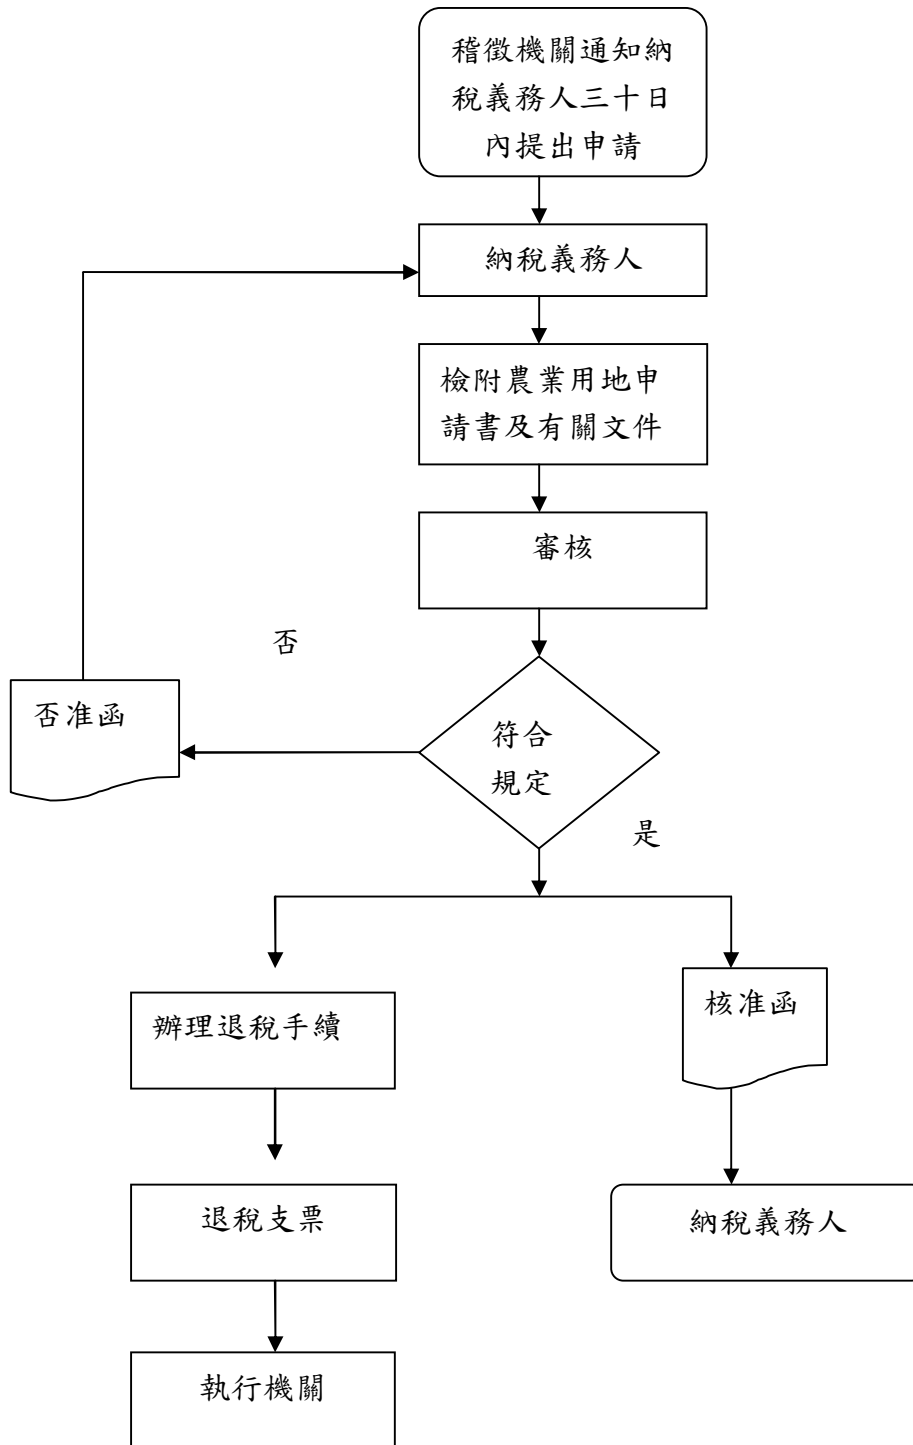 稽徵機關通知納
稅義務人三十日
內提出申請
納稅義務人
檢附農業用地申
請書及有關文件
審核
否
否准函
符合
規定
是
辦理退稅手續
核准函
退稅支票
納稅義務人
執行機關